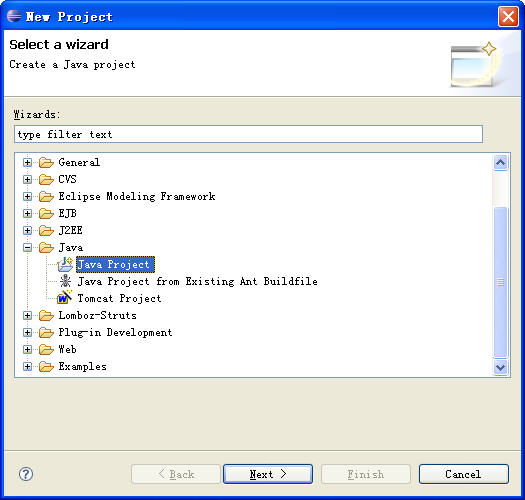 New Project
Select a wizard
Create a Java project
Wizards:
type filter text
General
CVS
Eclipse Modeling Framework
EJB
J2EE
Java
Java Project
Java Project from Existing Ant Buildfile
Tomcat Project
Lomboz-Struts
Plug-in Development
Web
Examples
? < Back Next > Finish Cancel